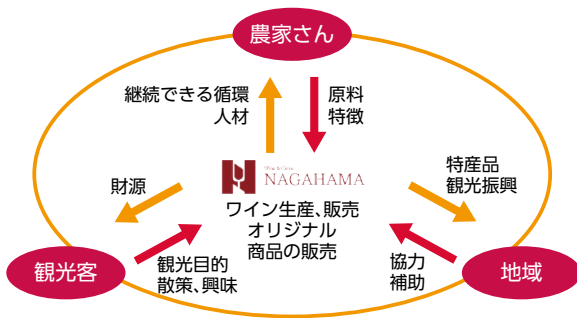 農家さん
継続できる循環
人材
原料
特徴
財源
NAGAHAMA
特産品
観光振興
ワイン生産、販売
オリジナル
商品の販売
観光客
観光目的
散策、興味
協力
補助
地域